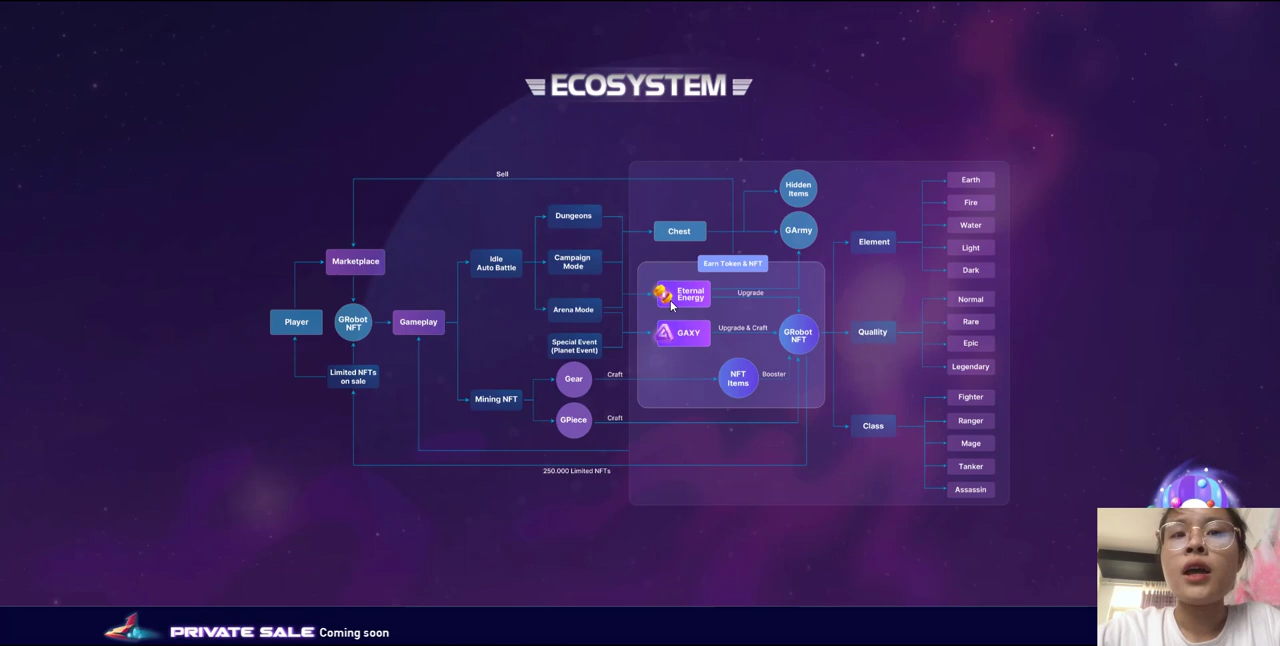 ECOSYSTEM
Sell
Hidden
Items
Earth
Fire
Water
Light
Dark
Dungeons
Chest
GArmy
Element
Marketplace
Idle
Auto Battle
Campaign
Mode
Earn Token & NFT
Eternal
Energy
Upgrade
Normal
Rare
Epic
Legendary
Player
GRobot
NFT
Gameplay
Arena Mode
GAXY
Upgrade & Craft
GRobot
NFT
Quallity
Special Event
(Planet Event)
Limited NFTs
on sale
Gear
Craft
NFT
Items
Booster
Mining NFT
GPiece
Craft
Class
Fighter
Ranger
Mage
Tanker
Assassin
250.000 Limited NFTs
PRIVATE SALE Coming soon